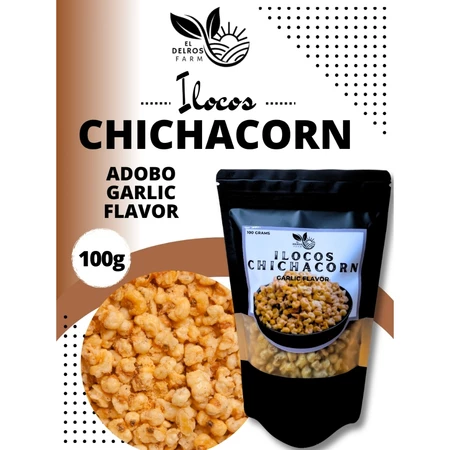 EL
DELROS
FARM
Ilocos
CHICHACORN
ADOBO
GARLIC
FLAVOR
100g
100 GRAMS
ILOCOS
CHICHACORN
GARLIC FLAVOR